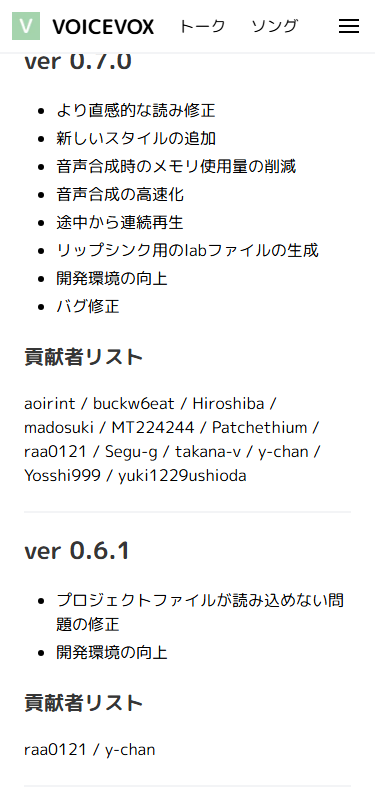 V VOICEVOX トーク ソング
ver 0.7.0
より直感的な読み修正
新しいスタイルの追加
音声合成時のメモリ使用量の削減
音声合成の高速化
途中から連続再生
リップシンク用のlabファイルの生成
開発環境の向上
バグ修正
貢献者リスト
aoirint / buckw6eat / Hiroshiba /
madosuki / MT224244 / Patchethium /
raa0121 / Segu-g / takana-v / y-chan /
Yosshi999 / yuki1229ushioda
ver 0.6.1
プロジェクトファイルが読み込めない問
題の修正
開発環境の向上
貢献者リスト
raa0121 / y-chan